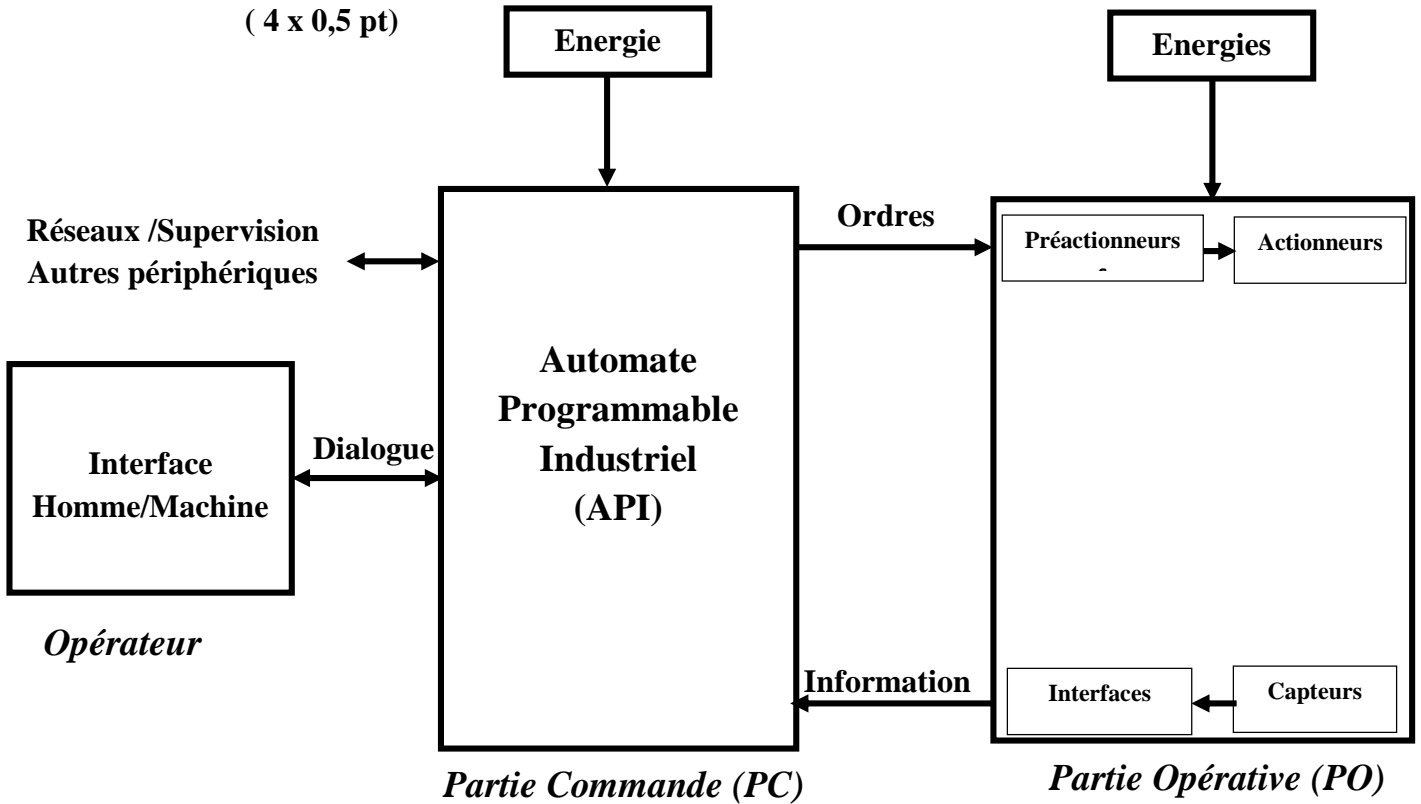 ( 4 x 0,5 pt)
Energie
Energies
Réseaux /Supervision
Autres périphériques
Ordres
Préactionneurs
Actionneurs
Automate
Programmable
Industriel
(API)
Interface
Homme/Machine
Dialogue
Opérateur
Information
Interfaces
Capteurs
Partie Commande (PC)
Partie Opérative (PO)